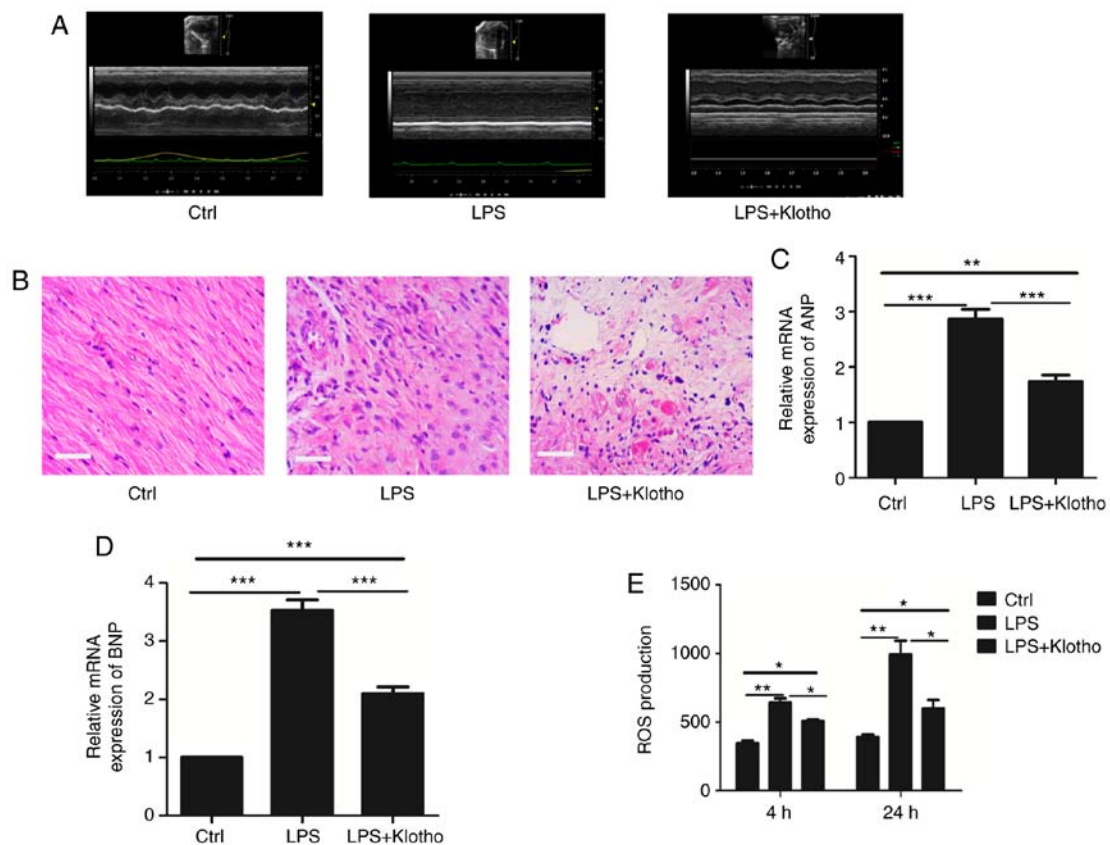 A
Ctrl
LPS
LPS+Klotho
B
Ctrl
LPS
LPS+Klotho
C
Relative mRNA
expression of ANP
4
3
2
1
0
**
***
***
Ctrl
LPS
LPS+Klotho
D
Relative mRNA
expression of BNP
4
3
2
1
0
***
***
***
Ctrl
LPS
LPS+Klotho
E
ROS production
1500
1000
500
0
*
**
*
*
**
*
4 h
24 h
Ctrl
LPS
LPS+Klotho